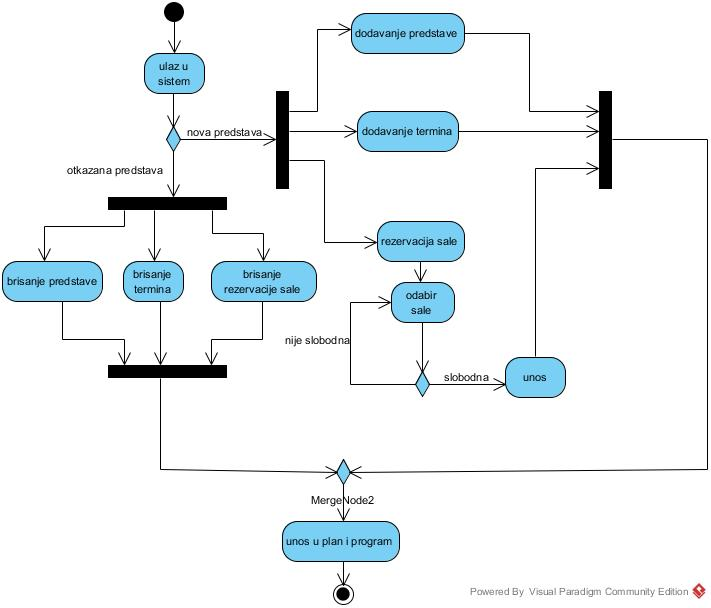 dodavanje predstave
ulaz u
sistem
nova predstava
dodavanje termina
otkazana predstava
rezervacija sale
brisanje predstave
brisanje
termina
brisanje
rezervacije sale
odabir
sale
nije slobodna
slobodna
unos
MergeNode2
unos u plan i program
Powered By Visual Paradigm Community Edition